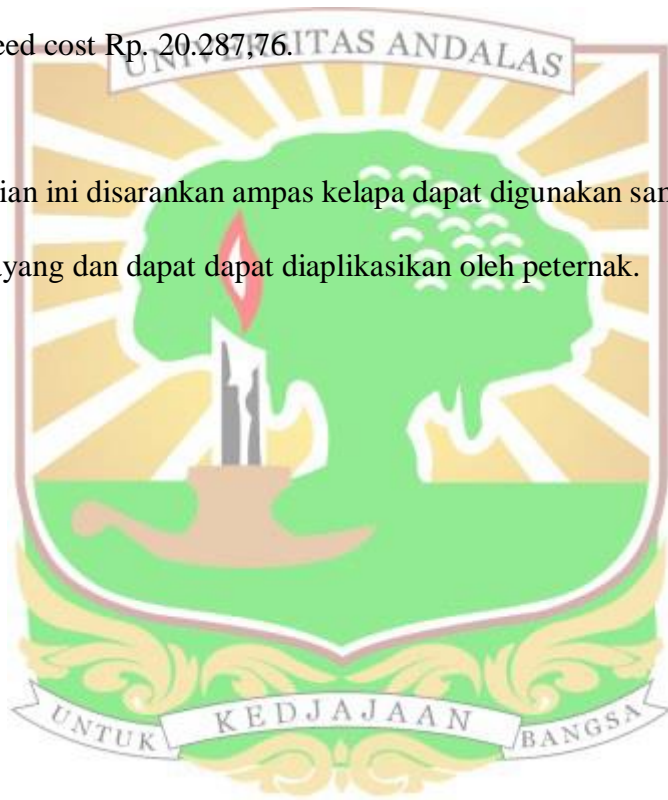 eed cost Rp. 20.287,76.
UNIVERSITAS ANDALAS
ian ini disarankan ampas kelapa dapat digunakan sam
yang dan dapat dapat diaplikasikan oleh peternak.
UNTUK KEDJAJAAN BANGSA